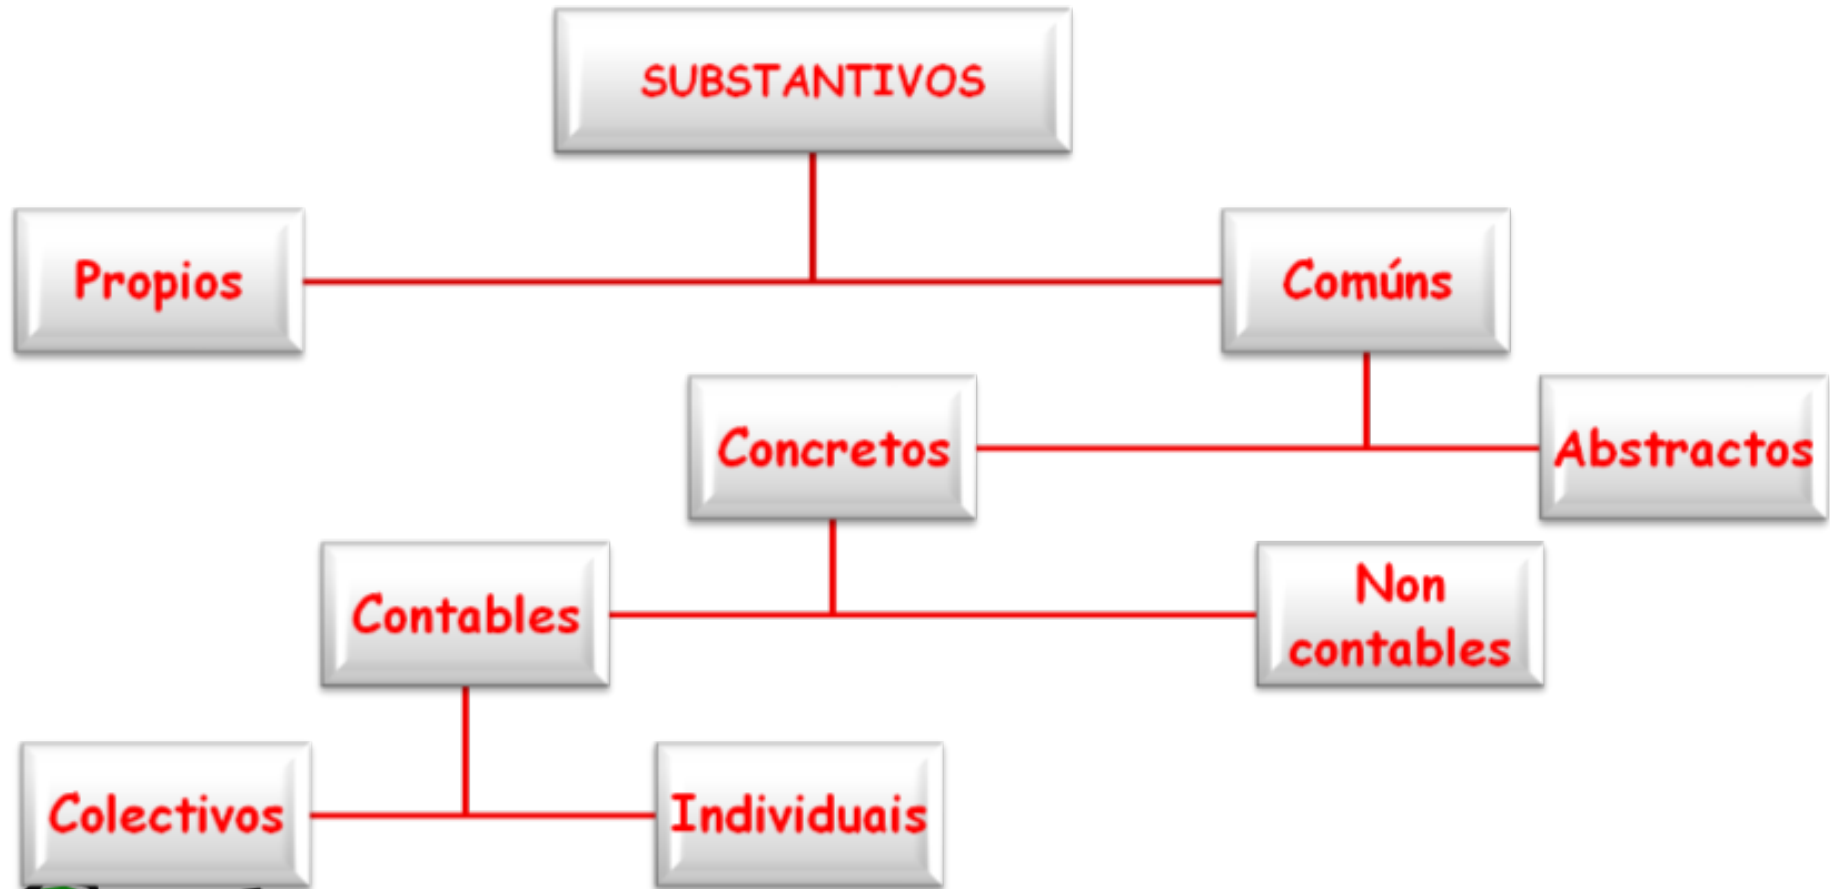 SUBSTANTIVOS
Propios
Comúns
Concretos
Abstractos
Contables
Non
contables
Colectivos
Individuais